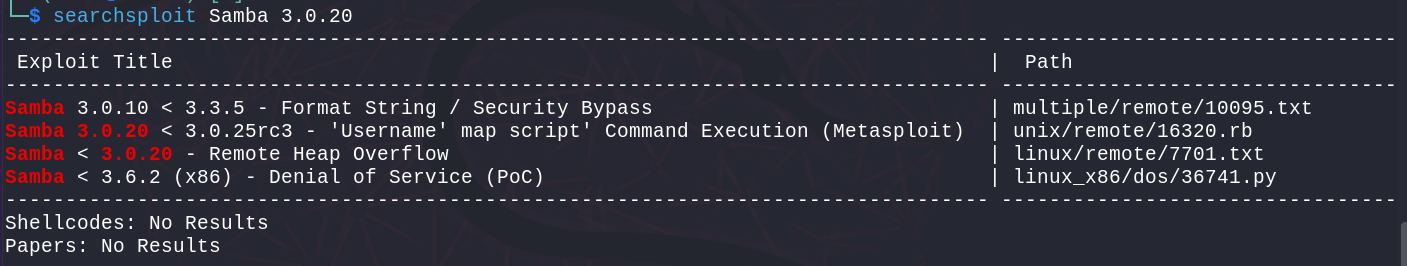 └─$ searchsploit Samba 3.0.20
---------------------------------------------------------------------------------- ---------------------------------
 Exploit Title                                                                    |  Path
---------------------------------------------------------------------------------- ---------------------------------
Samba 3.0.10 < 3.3.5 - Format String / Security Bypass                            | multiple/remote/10095.txt
Samba 3.0.20 < 3.0.25rc3 - 'Username' map script' Command Execution (Metasploit)  | unix/remote/16320.rb
Samba < 3.0.20 - Remote Heap Overflow                                             | linux/remote/7701.txt
Samba < 3.6.2 (x86) - Denial of Service (PoC)                                     | linux_x86/dos/36741.py
---------------------------------------------------------------------------------- ---------------------------------
Shellcodes: No Results
Papers: No Results